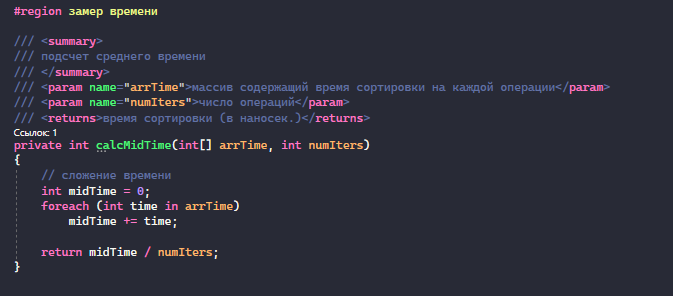 #region замер времени
/// <summary>
/// подсчет среднего времени
/// </summary>
/// <param name="arrTime">массив содержащий время сортировки на каждой операции</param>
/// <param name="numIters">число операций</param>
/// <returns>время сортировки (в наносек.)</returns>
Ссылок: 1
private int calcMidTime(int[] arrTime, int numIters)
{
// сложение времени
int midTime = 0;
foreach (int time in arrTime)
midTime += time;
return midTime / numIters;
}